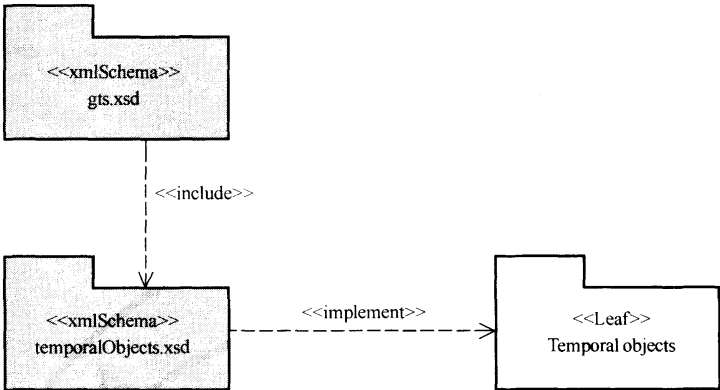 <<xmlSchema>>
gts.xsd
<<include>>
<<xmlSchema>>
temporalObjects.xsd
<<implement>>
<<Leaf>>
Temporal objects